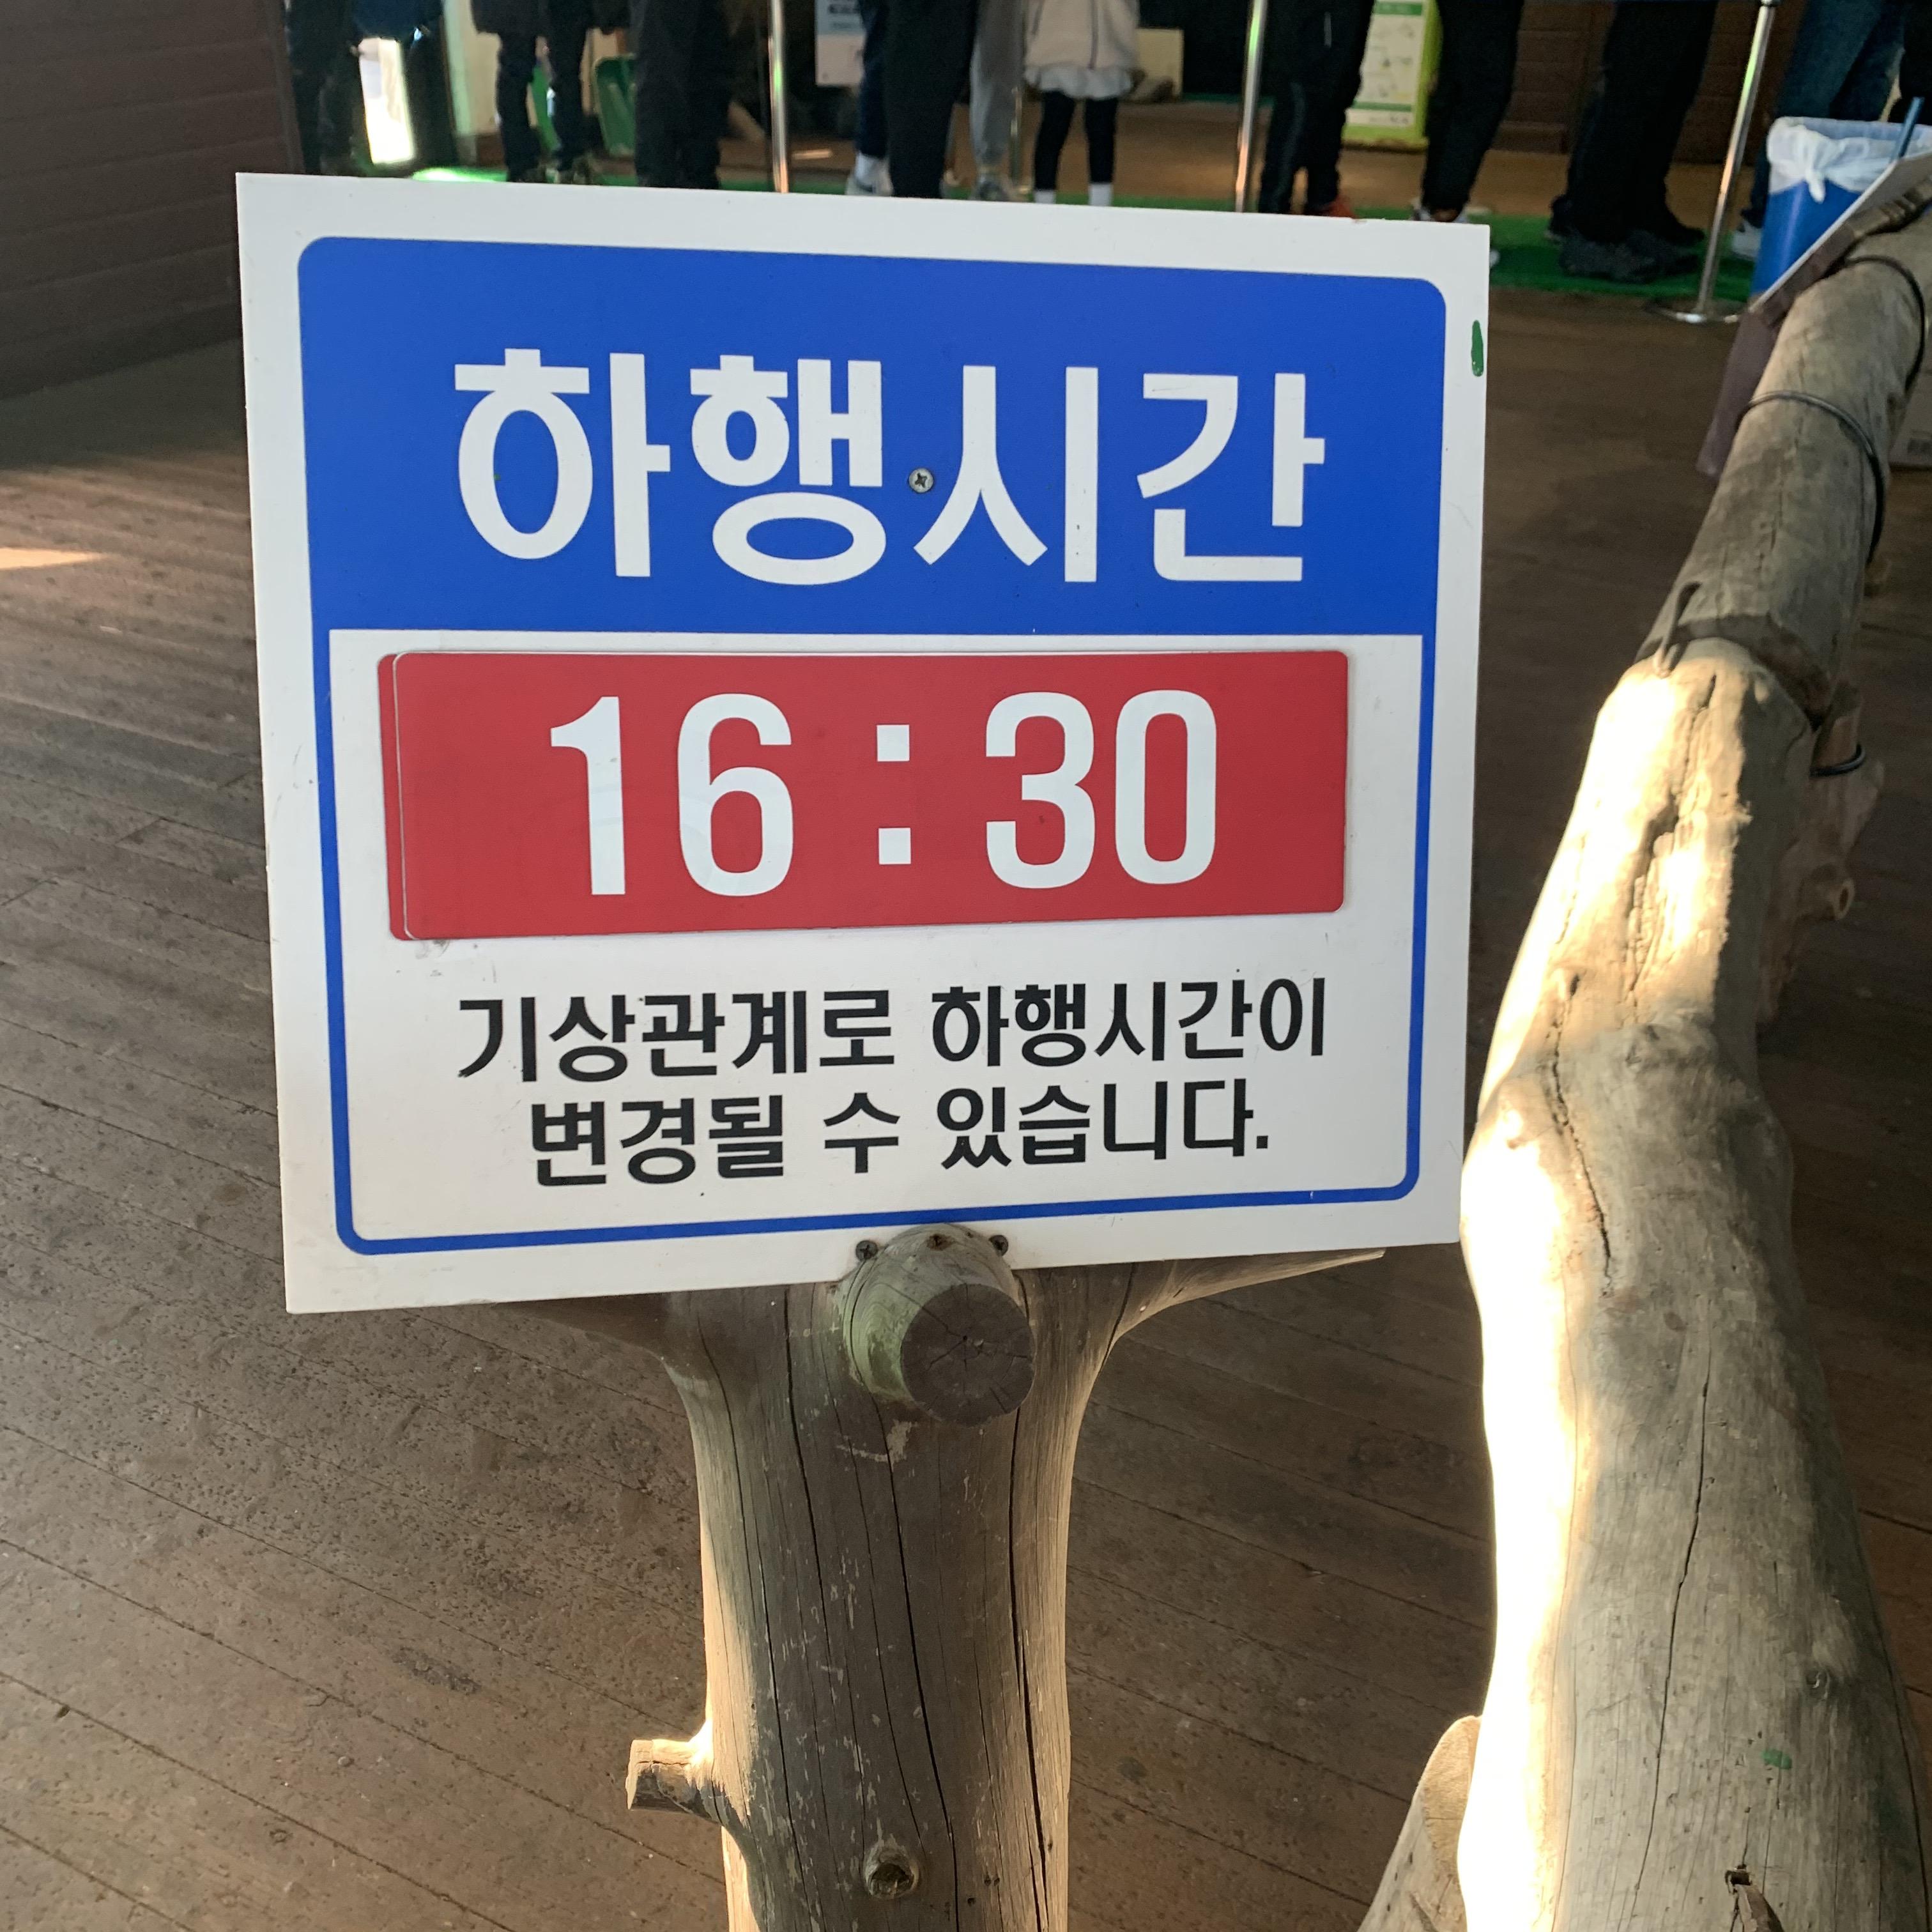 하행시간
16:30
기상관계로 하행시간이
변경될 수 있습니다.